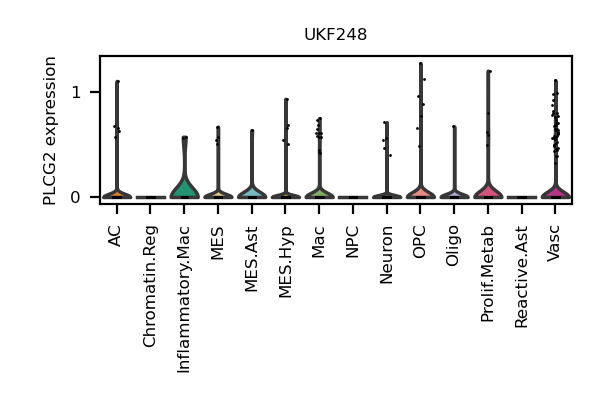 UKF248
PLCG2 expression
1
0
AC
Chromatin.Reg
Inflammatory.Mac
MES
MES.Ast
MES.Hyp
Mac
NPC
Neuron
OPC
Oligo
Prolif.Metab
Reactive.Ast
Vasc